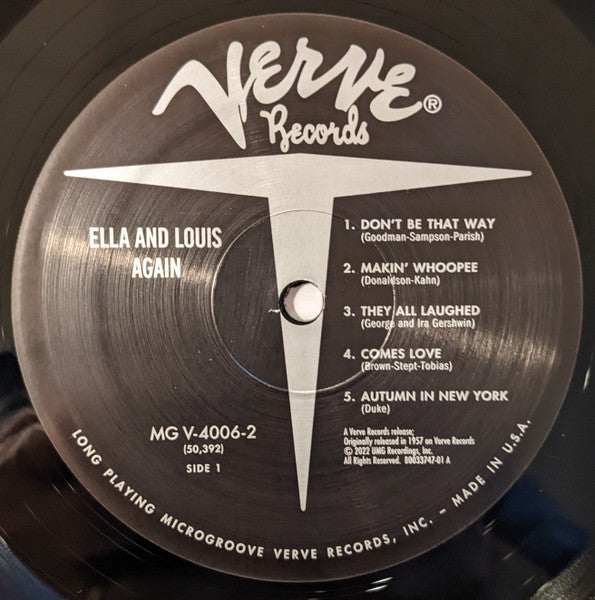 Verve®
Records
ELLA AND LOUIS
AGAIN
1. DON'T BE THAT WAY
(Goodman-Sampson-Parish)
2. MAKIN' WHOOPEE
(Donaldson-Kahn)
3. THEY ALL LAUGHED
(George and Ira Gershwin)
4. COMES LOVE
(Brown-Stept-Tobias)
5. AUTUMN IN NEW YORK
(Duke)
MG V-4006-2
(50,392)
SIDE 1
A Verve Records release;
Originally released in 1957 on Verve Records
©2022 UMG Recordings, Inc.
All Rights Reserved. 80033747-01 A
LONG PLAYING MICROGROOVE VERVE RECORDS, INC. – MADE IN U.S.A.